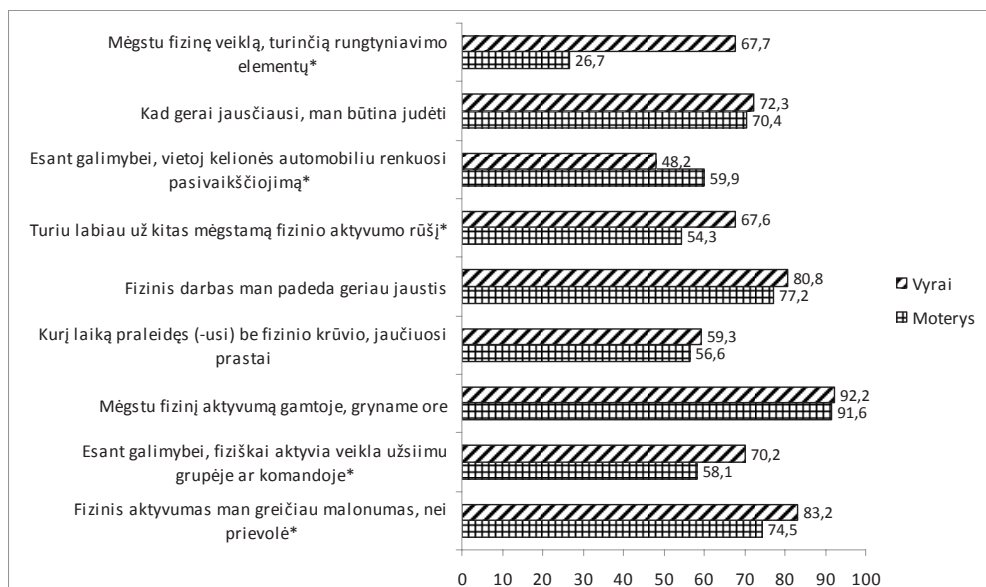 Mėgstu fizinę veiklą, turinčią rungtyniavimo
elementų*
67,7
26,7
Kad gerai jausčiausi, man būtina judėti
72,3
70,4
Esant galimybei, vietoj kelionės automobiliu renkuosi
pasivaikščiojimą*
48,2
59,9
Turiu labiau už kitas mėgstamą fizinio aktyvumo rūšį*
67,6
54,3
Fizinis darbas man padeda geriau jaustis
80,8
77,2
Kurį laiką praleidęs (-usi) be fizinio krūvio, jaučiuosi
prastai
59,3
56,6
Mėgstu fizinį aktyvumą gamtoje, gryname ore
92,2
91,6
Esant galimybei, fiziškai aktyvia veikla užsiimu
grupėje ar komandoje*
70,2
58,1
Fizinis aktyvumas man greičiau malonumas, nei
prievolė*
83,2
74,5
0 10 20 30 40 50 60 70 80 90 100
Vyrai
Moterys